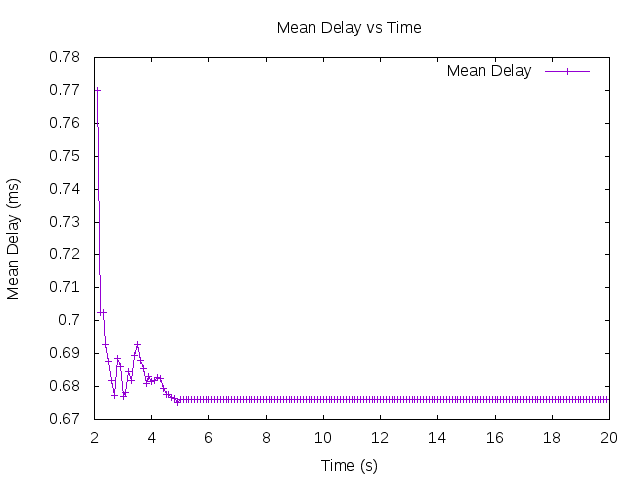 Mean Delay vs Time
Mean Delay
0.78
0.77
0.76
0.75
0.74
0.73
0.72
0.71
0.7
0.69
0.68
0.67
Mean Delay (ms)
2 4 6 8 10 12 14 16 18 20
Time (s)